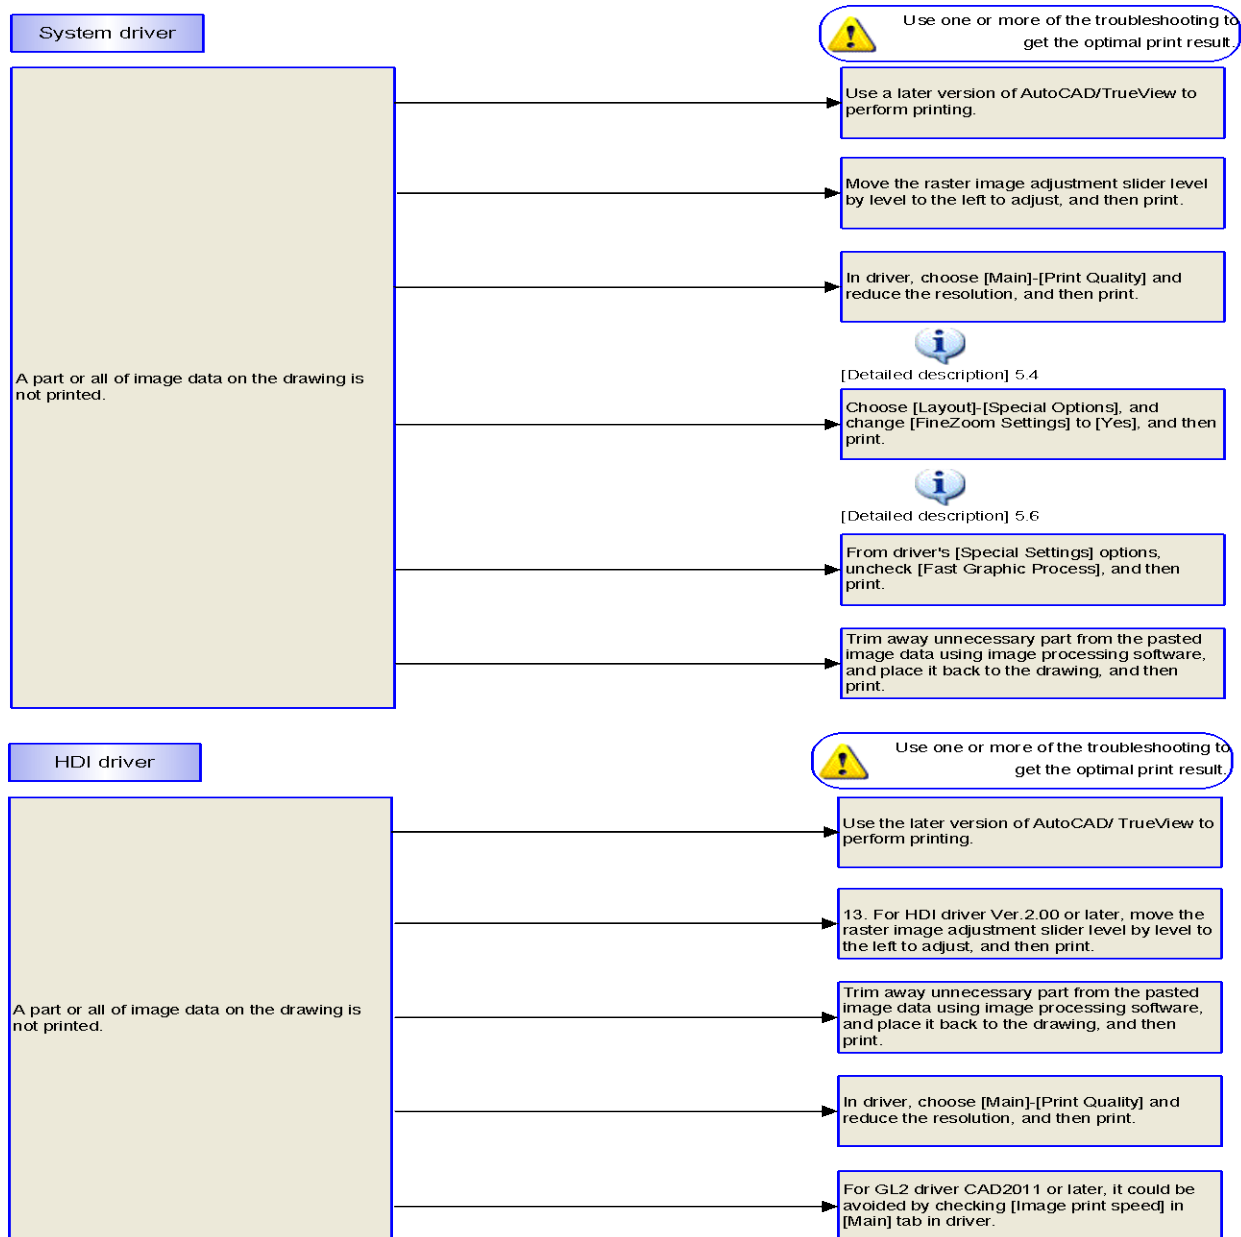 System driver
Use one or more of the troubleshooting to
get the optimal print result.
A part or all of image data on the drawing is
not printed.
Use a later version of AutoCAD/TrueView to
perform printing.
Move the raster image adjustment slider level
by level to the left to adjust, and then print.
In driver, choose [Main]-[Print Quality] and
reduce the resolution, and then print.
[Detailed description] 5.4
Choose [Layout]-[Special Options], and
change [FineZoom Settings] to [Yes], and then
print.
[Detailed description] 5.6
From driver's [Special Settings] options,
uncheck [Fast Graphic Process], and then
print.
Trim away unnecessary part from the pasted
image data using image processing software,
and place it back to the drawing, and then
print.
HDI driver
Use one or more of the troubleshooting to
get the optimal print result.
A part or all of image data on the drawing is
not printed.
Use the later version of AutoCAD/ TrueView to
perform printing.
13. For HDI driver Ver.2.00 or later, move the
raster image adjustment slider level by level to
the left to adjust, and then print.
Trim away unnecessary part from the pasted
image data using image processing software,
and place it back to the drawing, and then
print.
In driver, choose [Main]-[Print Quality] and
reduce the resolution, and then print.
For GL2 driver CAD2011 or later, it could be
avoided by checking [Image print speed] in
[Main] tab in driver.